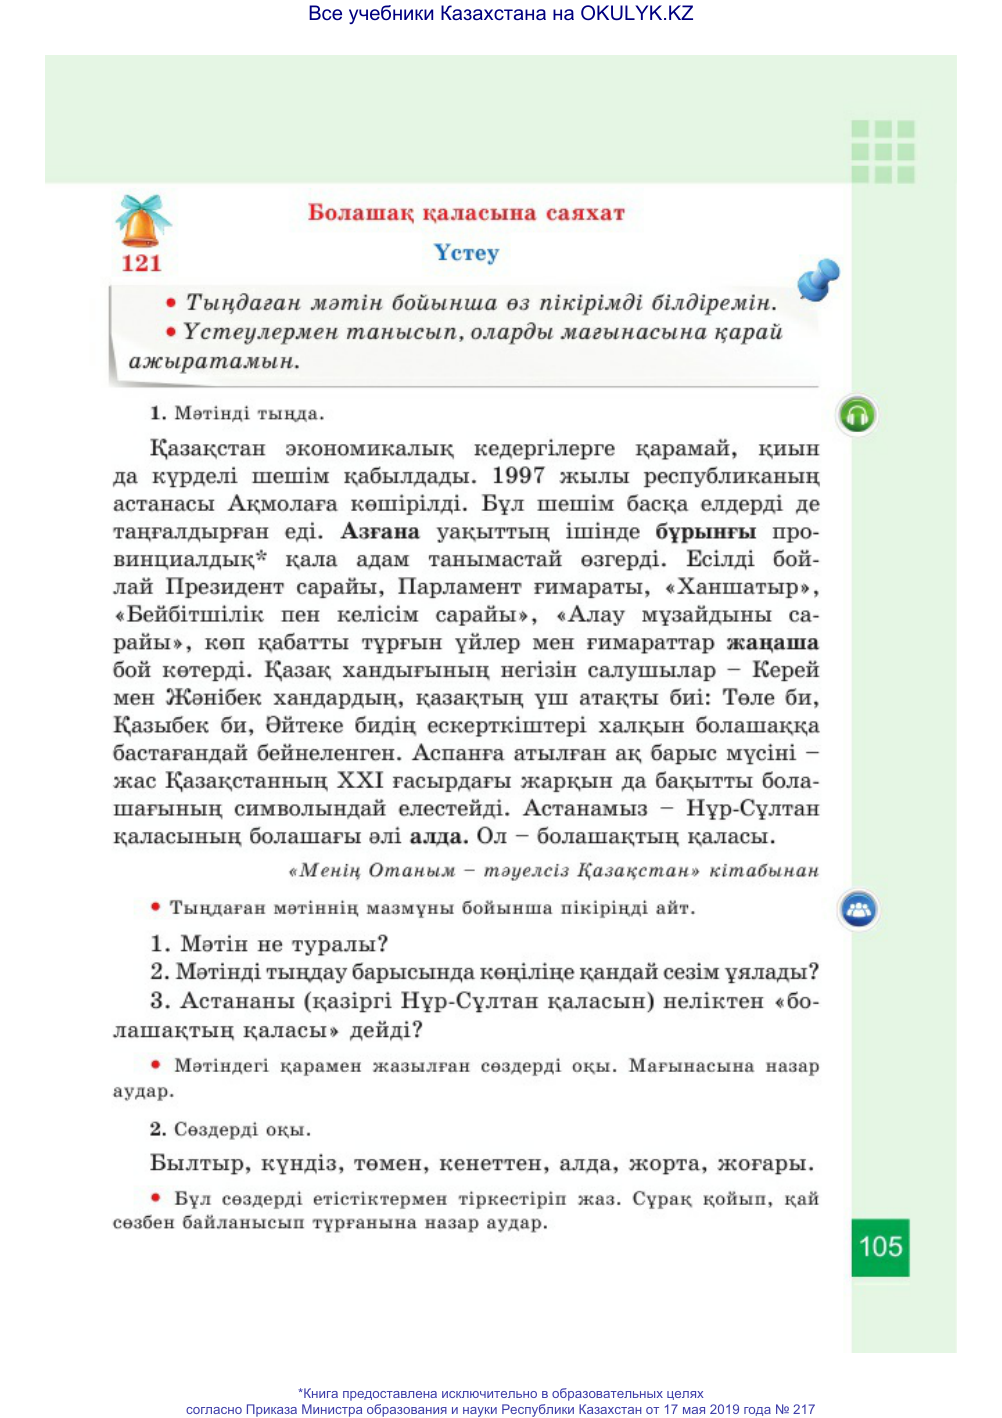 Все учебники Казахстана на OKULYK.KZ
Болашақ қаласына саяхат
Үстеу
121
• Тыңдаған мәтін бойынша өз пікірімді білдіремін.
• Үстеулермен танысып, оларды мағынасына қарай
ажыратамын.
1. Мәтінді тыңда.
Қазақстан экономикалық кедергілерге қарамай, қиын
да күрделі шешім қабылдады. 1997 жылы республиканың
астанасы Ақмолаға көшірілді. Бұл шешім басқа елдерді де
таңғалдырған еді. Азғана уақыттың ішінде бұрынғы про-
винциалдық* қала адам танымастай өзгерді. Есілді бой-
лай Президент сарайы, Парламент ғимараты, «Ханшатыр»,
«Бейбітшілік пен келісім сарайы», «Алау мұзайдыны са-
райы», көп қабатты тұрғын үйлер мен ғимараттар жаңаша
бой көтерді. Қазақ хандығының негізін салушылар – Керей
мен Жәнібек хандардың, қазақтың үш атақты биі: Төле би,
Қазыбек би, Әйтеке бидің ескерткіштері халқын болашаққа
бастағандай бейнеленген. Аспанға атылған ақ барыс мүсіні –
жас Қазақстанның XXI ғасырдағы жарқын да бақытты бола-
шағының символындай елестейді. Астанамыз – Нұр-Сұлтан
қаласының болашағы әлі алда. Ол – болашақтың қаласы.
«Менің Отаным – тәуелсіз Қазақстан» кітабынан
• Тыңдаған мәтіннің мазмұны бойынша пікіріңді айт.
1. Мәтін не туралы?
2. Мәтінді тыңдау барысында көңіліңе қандай сезім ұялады?
3. Астананы (қазіргі Нұр-Сұлтан қаласын) неліктен «бо-
лашақтың қаласы» дейді?
• Мәтіндегі қарамен жазылған сөздерді оқы. Мағынасына назар
аудар.
2. Сөздерді оқы.
Былтыр, күндіз, төмен, кенеттен, алда, жорта, жоғары.
• Бұл сөздерді етістіктермен тіркестіріп жаз. Сұрақ қойып, қай
сөзбен байланысып тұрғанына назар аудар.
105
*Книга предоставлена исключительно в образовательных целях
согласно Приказа Министра образования и науки Республики Казахстан от 17 мая 2019 года № 217